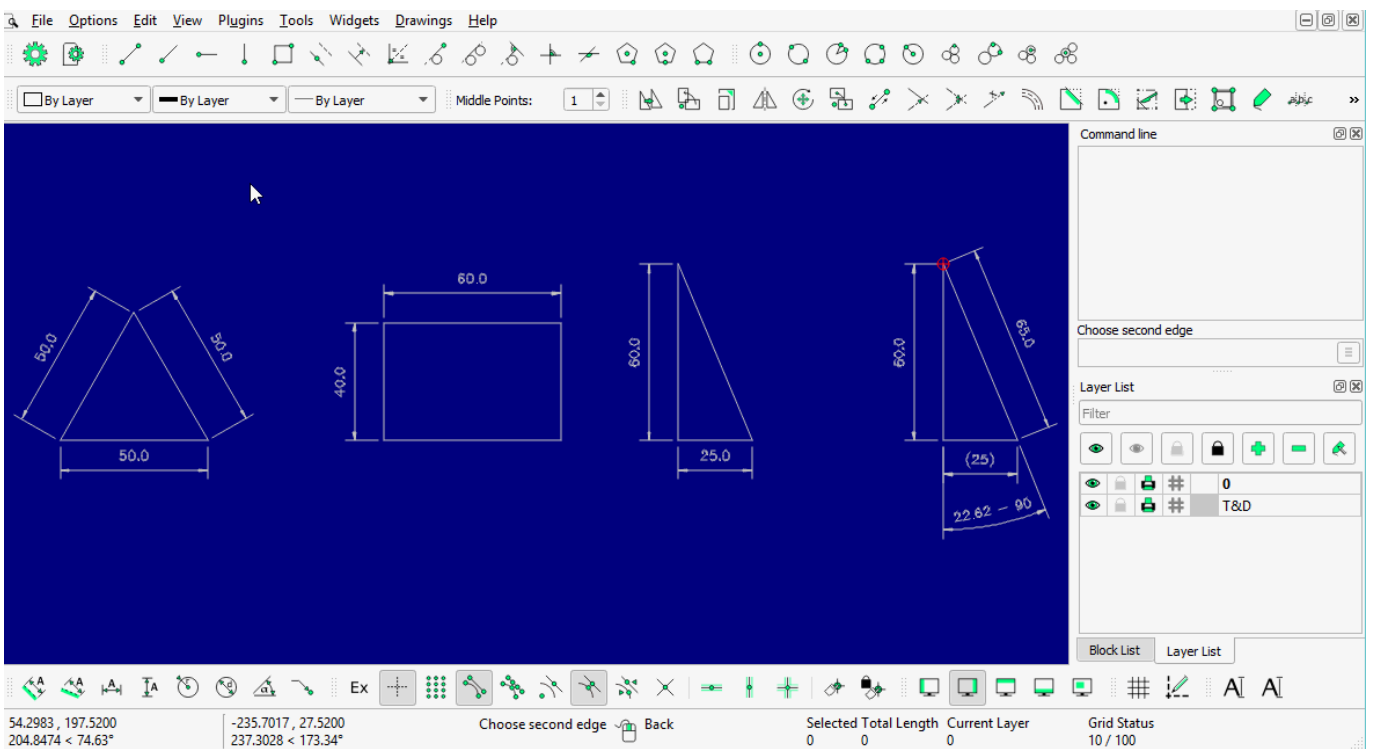 File Options Edit View Plugins Tools Widgets Drawings Help
By Layer By Layer By Layer Middle Points: 1 abc »
Command line
Choose second edge
Layer List
Filter
0
T&D
Block List Layer List
60.0
50.0 50.0
50.0
40.0
60.0
25.0
60.0
65.0
(25)
22.62 - 90
A A A A α Ex A A
54.2983 , 197.5200
204.8474 < 74.63°
-235.7017 , 27.5200
237.3028 < 173.34°
Choose second edge Back
Selected Total Length Current Layer
0 0 0
Grid Status
10 / 100